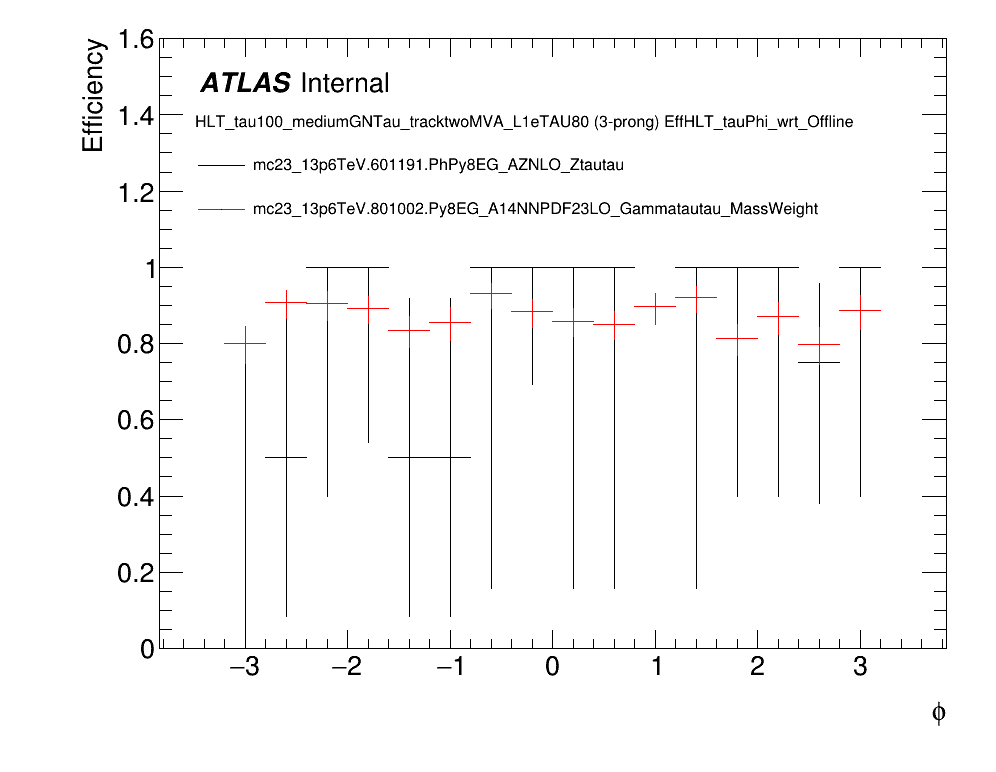 Efficiency
1.6
1.4
1.2
1
0.8
0.6
0.4
0.2
0
ATLAS Internal
HLT_tau100_mediumGNTau_tracktwoMVA_L1eTAU80 (3-prong) EffHLT_tauPhi_wrt_Offline
mc23_13p6TeV.601191.PhPy8EG_AZNLO_Ztautau
mc23_13p6TeV.801002.Py8EG_A14NNPDF23LO_Gammatautau_MassWeight
−3 −2 −1 0 1 2 3
ϕ